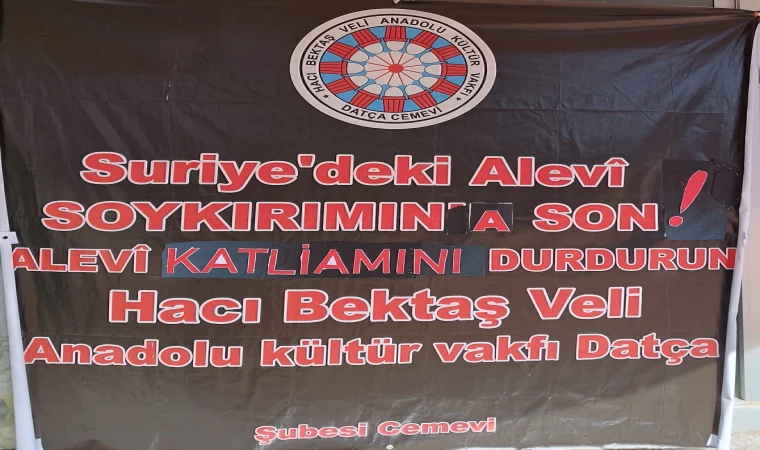 HACI BEKTAŞ VELİ ANADOLU KÜLTÜR VAKFI
DATÇA CEMEVİ
Suriye'deki Alevî
SOYKIRIMIN'A SON !
ALEVÎ KATLİAMINI DURDURUN
Hacı Bektaş Veli
Anadolu kültür vakfı Datça
Şubesi Cemevi